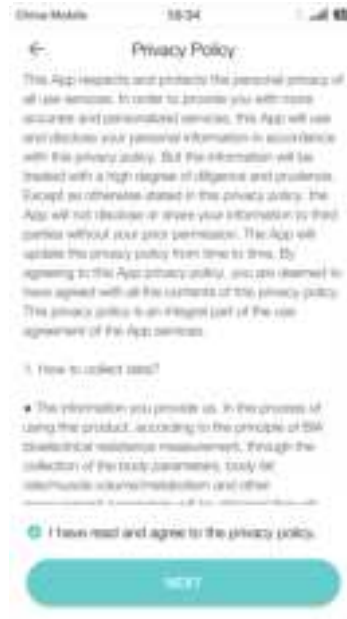 China Mobile
Privacy Policy
This App respects and protects the personal privacy of
all use services. In order to provide you with more
accurate and personalized services, this App will use
and disclose your personal information in accordance
with this privacy policy. But the information will be
treated with a high degree of diligence and prudence.
Except as otherwise stated in this privacy policy, the
App will not disclose or share your information to third
parties without your prior permission. The App will
update the privacy policy from time to time. By
agreeing to the App privacy policy, you are deemed to
have agreed with all the contents of this privacy policy.
This privacy policy is an integral part of the use
agreement of the App services.
1. How to collect data?
● The information you provide us. In the process of
using this product, according to the principle of BIA
bioelectrical resistance measurement, through the
collection of the body parameters, body fat
rate/muscle volume/metabolism and other
I have read and agree to the privacy policy.
NEXT